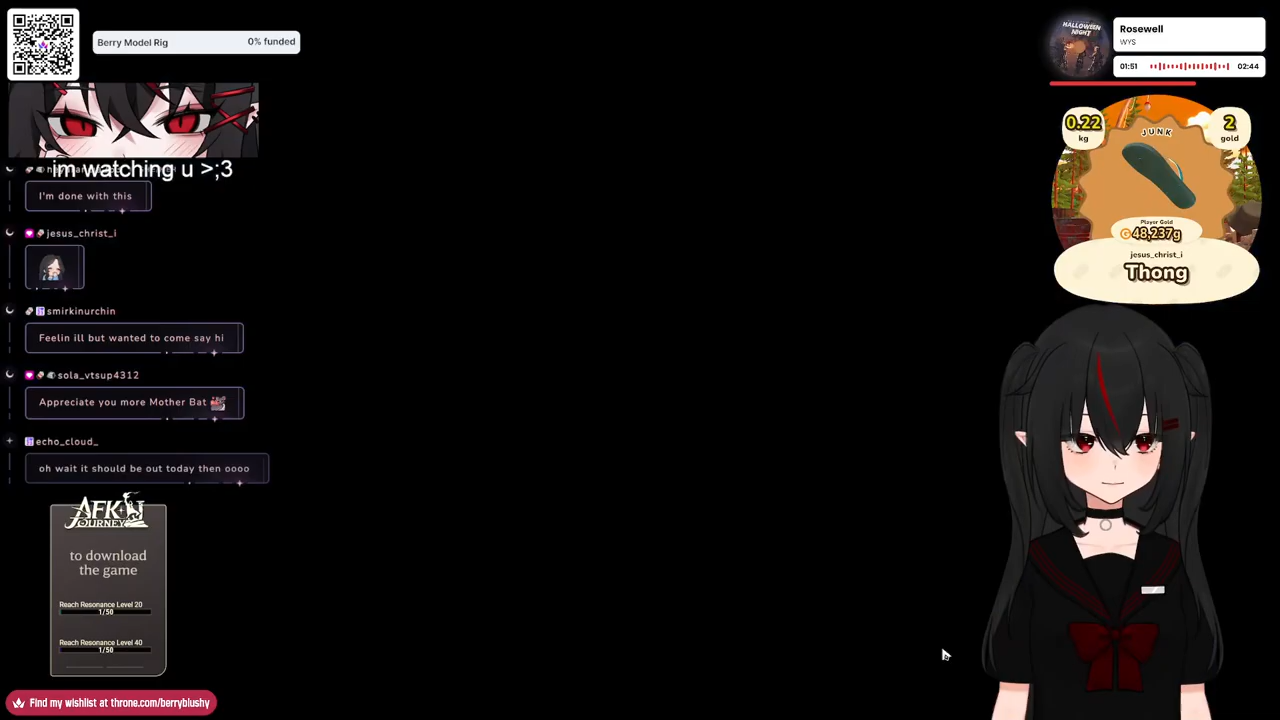 Berry Model Rig
0% funded
im watching u >;3
I'm done with this
jesus_christ_i
smirkinurchin
Feelin ill but wanted to come say hi
sola_vtsup4312
Appreciate you more Mother Bat
echo_cloud_
oh wait it should be out today then oooo
AFK
JOURNEY
to download
the game
Reach Resonance Level 20
1/50
Reach Resonance Level 40
1/50
Find my wishlist at throne.com/berryblushy
HALLOWEEN
NIGHT
Rosewell
WYS
01:51
02:44
0.22
kg
JUNK
2
gold
Player Gold
G 48,237g
jesus_christ_i
Thong